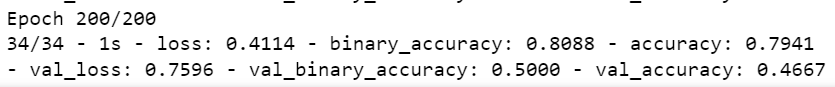 Epoch 200/200
34/34 - 1s - loss: 0.4114 - binary_accuracy: 0.8088 - accuracy: 0.7941
- val_loss: 0.7596 - val_binary_accuracy: 0.5000 - val_accuracy: 0.4667